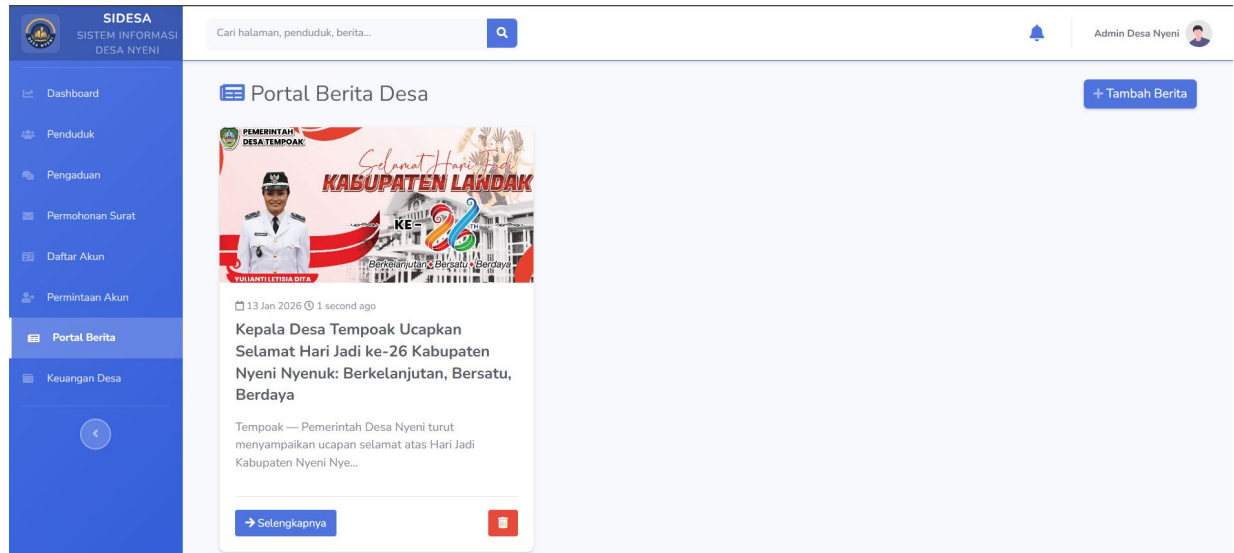 SIDESA
SISTEM INFORMASI
DESA NYENI
Cari halaman, penduduk, berita...
Admin Desa Nyeni
Dashboard
Penduduk
Pengaduan
Permohonan Surat
Daftar Akun
Permintaan Akun
Portal Berita
Keuangan Desa
Portal Berita Desa
+ Tambah Berita
PEMERINTAH
DESA TEMPOAK
Selamat Hari Jadi
KABUPATEN LANDAK
KE-26TH
Berkelanjutan • Bersatu • Berdaya
YULIANTI LETISIA DITA
13 Jan 2026 1 second ago
Kepala Desa Tempoak Ucapkan
Selamat Hari Jadi ke-26 Kabupaten
Nyeni Nyenuk: Berkelanjutan, Bersatu,
Berdaya
Tempoak — Pemerintah Desa Nyeni turut
menyampaikan ucapan selamat atas Hari Jadi
Kabupaten Nyeni Nye...
Selengkapnya